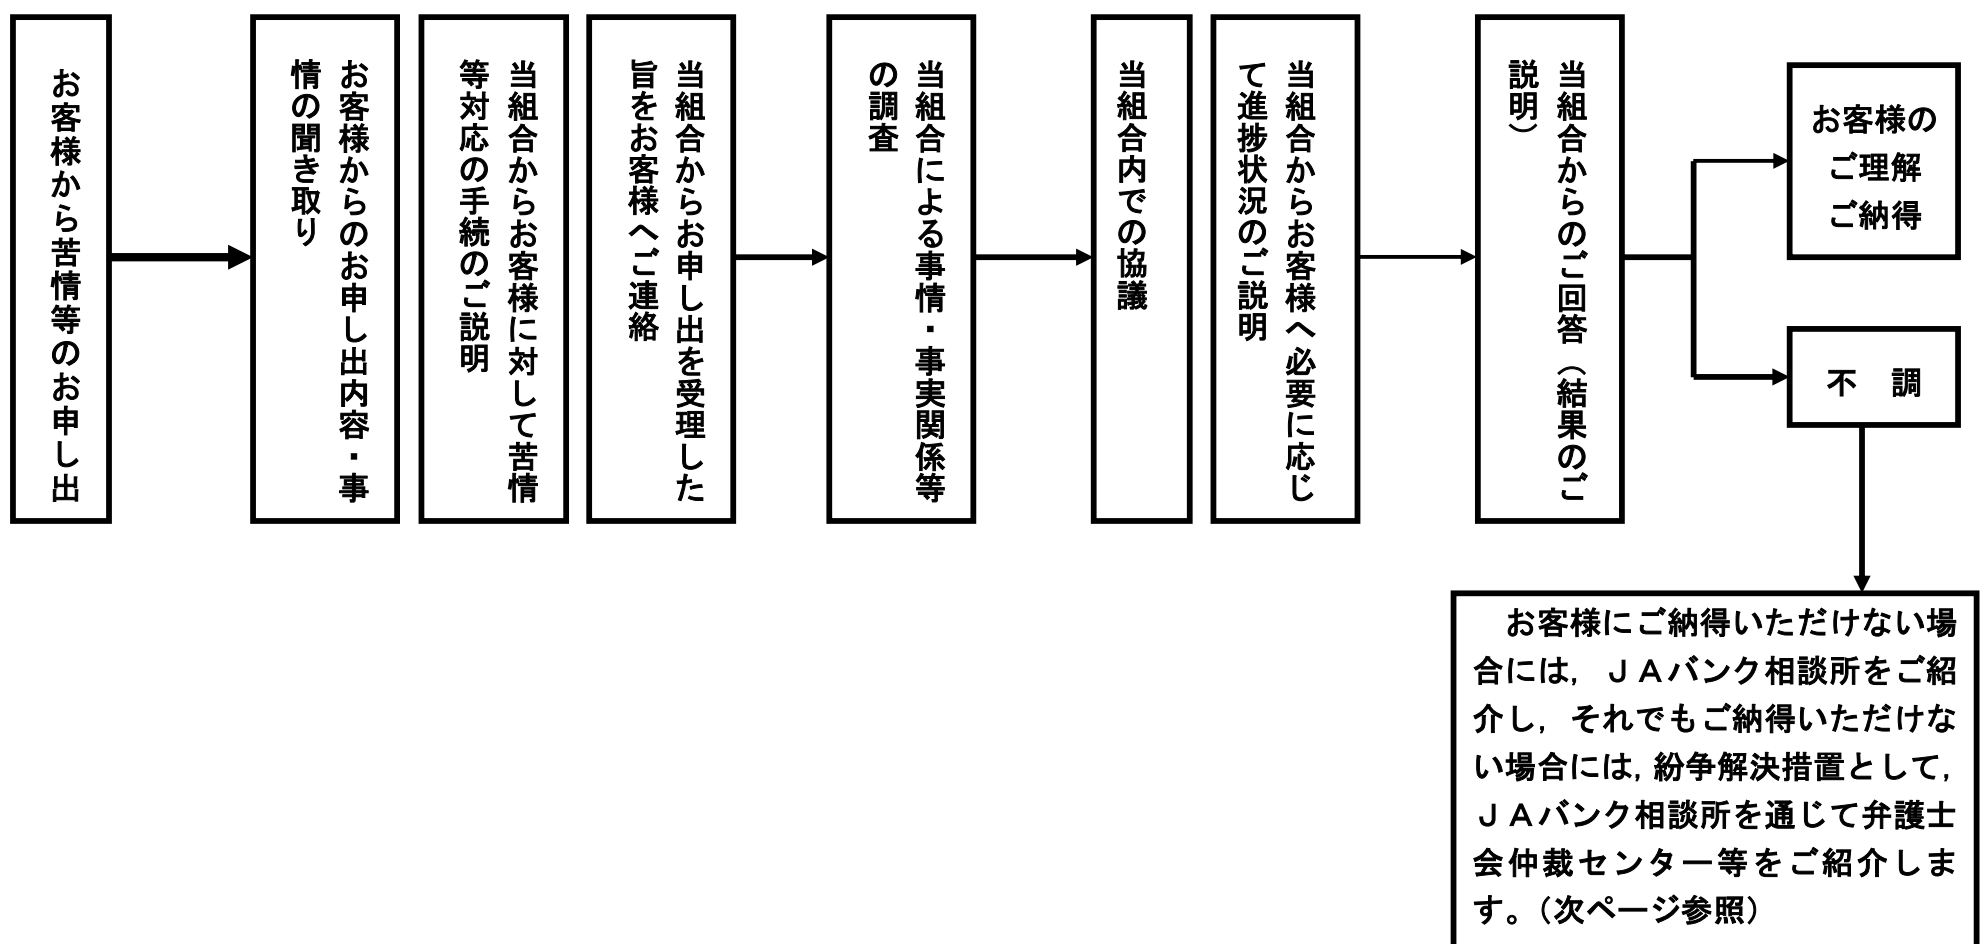 お客様から苦情等のお申し出
お客様からのお申し出内容・事
情の聞き取り
当組合からお客様に対して苦情
等対応の手続のご説明
当組合からお申し出を受理した
旨をお客様へご連絡
当組合による事情・事実関係等
の調査
当組合内での協議
当組合からお客様へ必要に応じ
て進捗状況のご説明
当組合からのご回答（結果のご
説明）
お客様の
ご理解
ご納得
不　調
　お客様にご納得いただけない場
合には，ＪＡバンク相談所をご紹
介し，それでもご納得いただけな
い場合には，紛争解決措置として，
ＪＡバンク相談所を通じて弁護士
会仲裁センター等をご紹介しま
す。（次ページ参照）